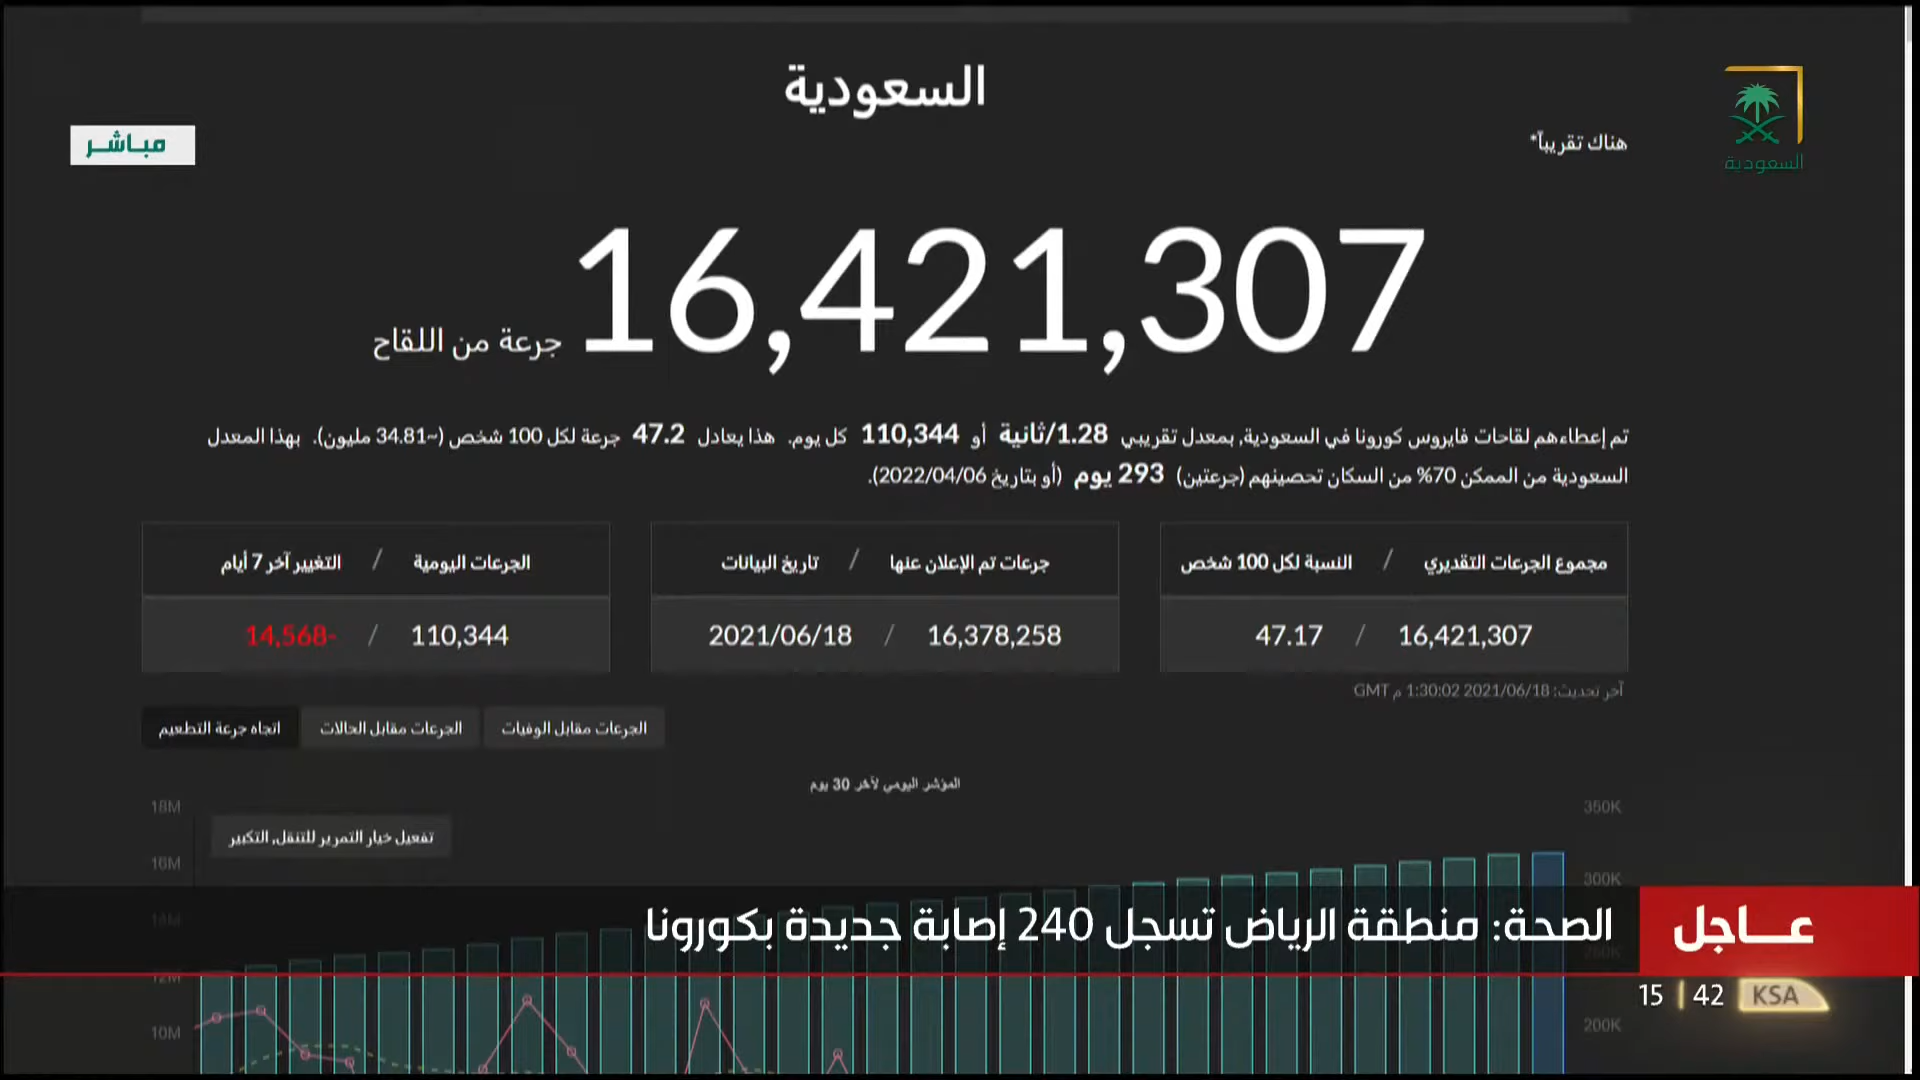 السعودية
مباشر
هناك تقريباً*
السعودية
16,421,307 جرعة من اللقاح
تم إعطاءهم لقاحات فايروس كورونا في السعودية, بمعدل تقريبي 1.28/ثانية أو 110,344 كل يوم. هذا يعادل 47.2 جرعة لكل 100 شخص (~34.81 مليون). بهذا المعدل
السعودية من الممكن 70% من السكان تحصينهم (جرعتين) 293 يوم (أو بتاريخ 2022/04/06).
مجموع الجرعات التقديري / النسبة لكل 100 شخص
16,421,307 / 47.17
جرعات تم الإعلان عنها / تاريخ البيانات
16,378,258 / 2021/06/18
الجرعات اليومية / التغيير آخر 7 أيام
110,344 / 14,568-
آخر تحديث: 2021/06/18 1:30:02 م GMT
الجرعات مقابل الوفيات
الجرعات مقابل الحالات
اتجاه جرعة التطعيم
المؤشر اليومي لآخر 30 يوم
18M
350K
تفعيل خيار التمرير للتنقل, التكبير
16M
300K
14M
عاجل
الصحة: منطقة الرياض تسجل 240 إصابة جديدة بكورونا
12M
15 | 42 KSA
10M
200K